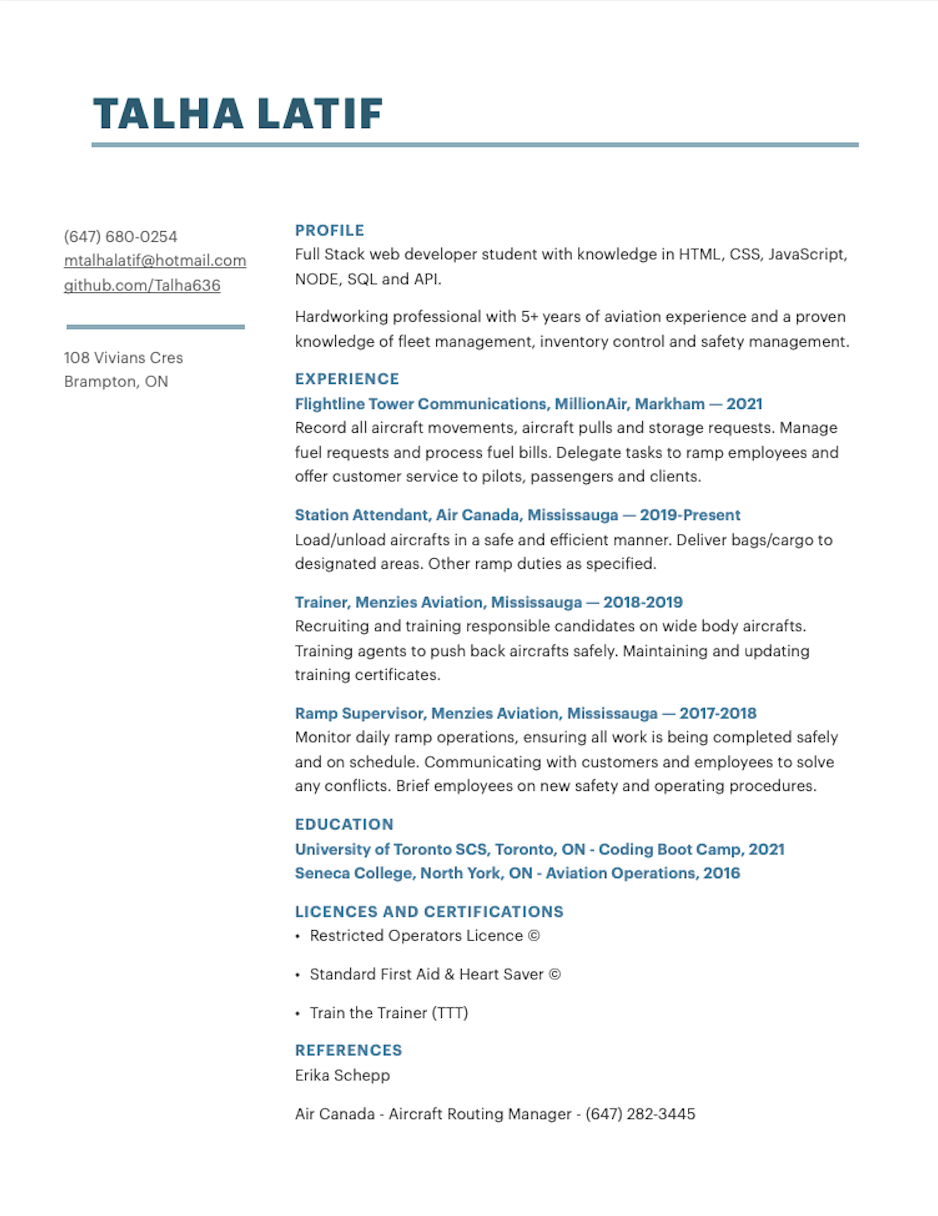 TALHA LATIF
(647) 680-0254
mtalhalatif@hotmail.com
github.com/Talha636
108 Vivians Cres
Brampton, ON
PROFILE
Full Stack web developer student with knowledge in HTML, CSS, JavaScript,
NODE, SQL and API.
Hardworking professional with 5+ years of aviation experience and a proven
knowledge of fleet management, inventory control and safety management.
EXPERIENCE
Flightline Tower Communications, MillionAir, Markham — 2021
Record all aircraft movements, aircraft pulls and storage requests. Manage
fuel requests and process fuel bills. Delegate tasks to ramp employees and
offer customer service to pilots, passengers and clients.
Station Attendant, Air Canada, Mississauga — 2019-Present
Load/unload aircrafts in a safe and efficient manner. Deliver bags/cargo to
designated areas. Other ramp duties as specified.
Trainer, Menzies Aviation, Mississauga — 2018-2019
Recruiting and training responsible candidates on wide body aircrafts.
Training agents to push back aircrafts safely. Maintaining and updating
training certificates.
Ramp Supervisor, Menzies Aviation, Mississauga — 2017-2018
Monitor daily ramp operations, ensuring all work is being completed safely
and on schedule. Communicating with customers and employees to solve
any conflicts. Brief employees on new safety and operating procedures.
EDUCATION
University of Toronto SCS, Toronto, ON - Coding Boot Camp, 2021
Seneca College, North York, ON - Aviation Operations, 2016
LICENCES AND CERTIFICATIONS
• Restricted Operators Licence ©
• Standard First Aid & Heart Saver ©
• Train the Trainer (TTT)
REFERENCES
Erika Schepp
Air Canada - Aircraft Routing Manager - (647) 282-3445